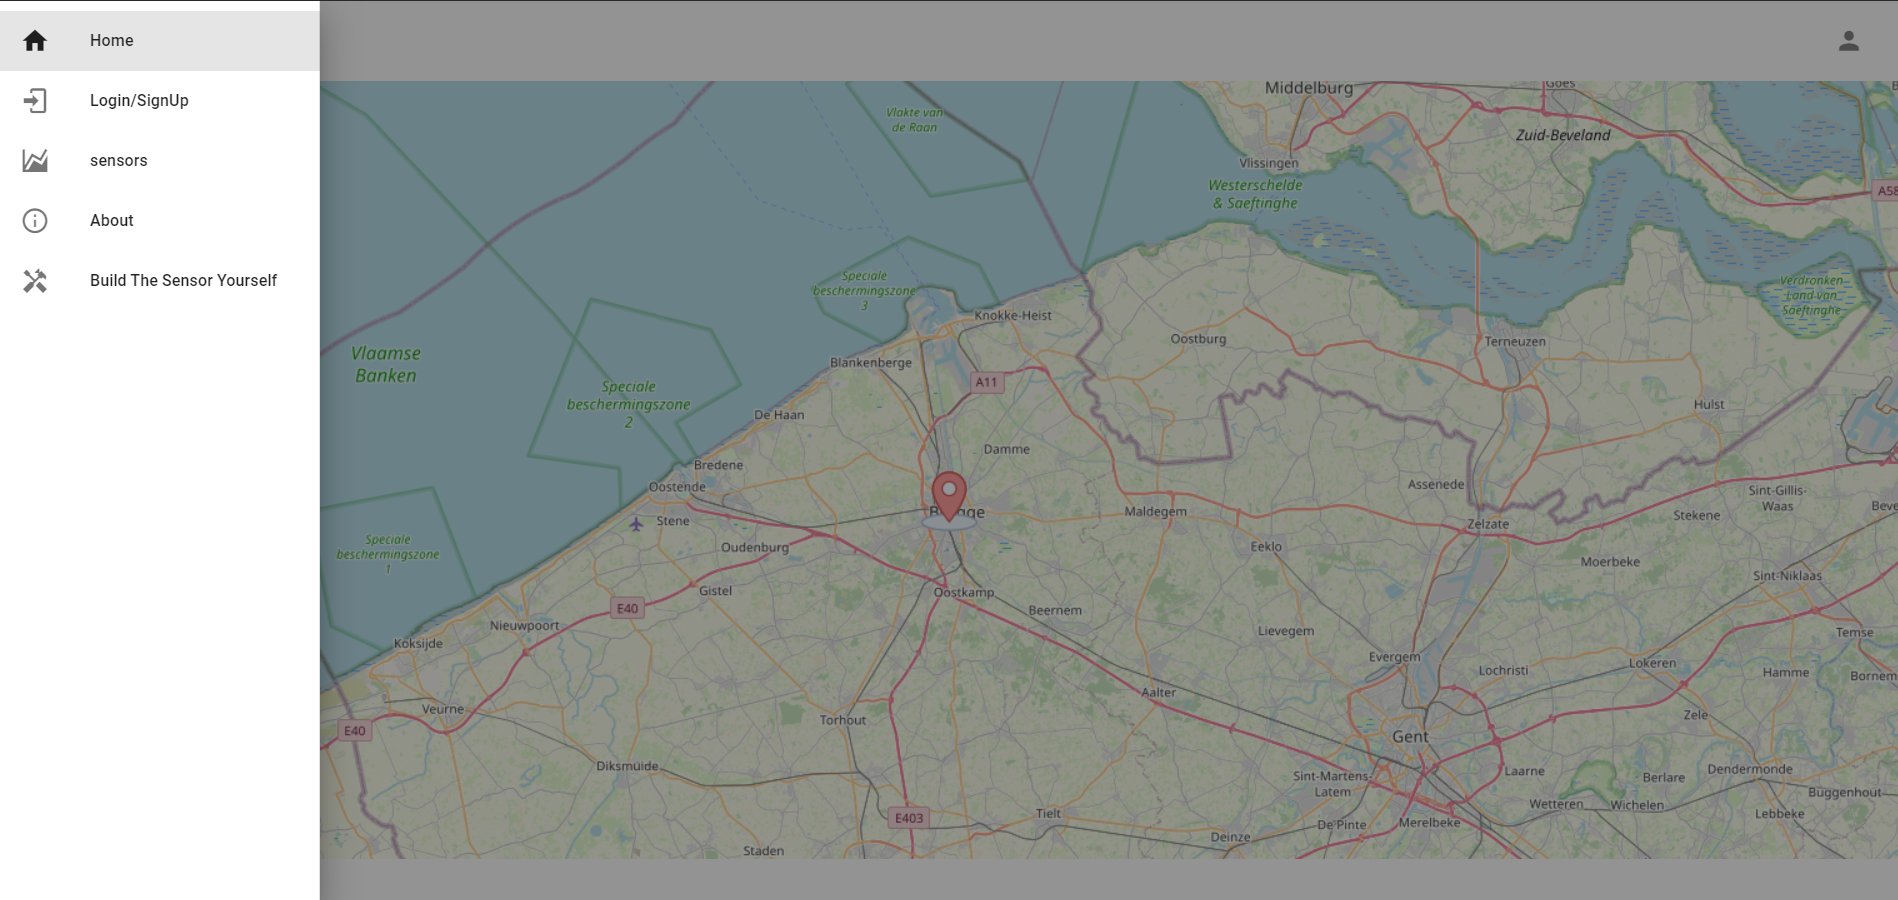 Home
Login/SignUp
sensors
About
Build The Sensor Yourself
Middelburg
Goes
Vlakte van
de Raan
Zuid-Beveland
Vlissingen
A58
Westerschelde
& Saeftinghe
Speciale
beschermingszone
3
Verdronken
Land van
Saeftinghe
Knokke-Heist
Oostburg
Terneuzen
Vlaamse
Banken
Blankenberge
A11
Speciale
beschermingszone
2
De Haan
Hulst
Damme
Bredene
Oostende
Assenede
Sint-Gillis-
Waas
Stene
Maldegem
Stekene
Zelzate
Oudenburg
Eeklo
Speciale
beschermingszone
1
Moerbeke
Sint-Niklaas
Gistel
Oostkamp
E40
Beernem
Nieuwpoort
Lievegem
Temse
Koksijde
Evergem
Lochristi
Lokeren
Hamme
Bornem
Aalter
Veurne
Torhout
Zele
E40
Gent
Diksmuide
Sint-Martens-
Latem
Laarne
Berlare
Dendermonde
Buggenhout
Wetteren
Wichelen
E403
Tielt
De Pinte
Merelbeke
Lebbeke
Deinze
Staden